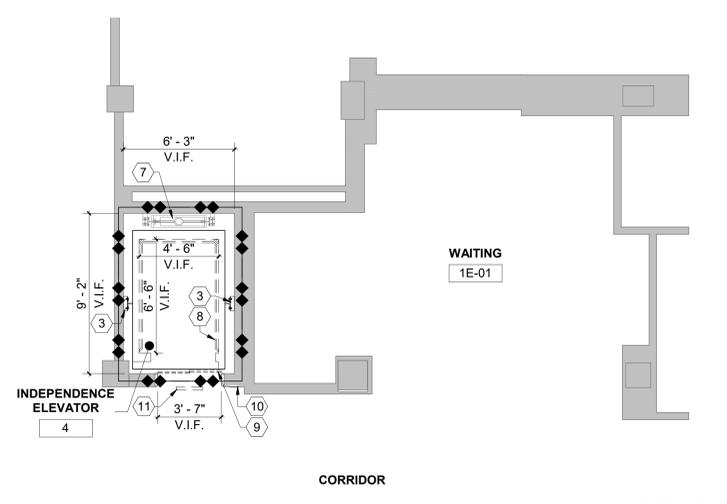 6' - 3"
V.I.F.
7
4' - 6"
V.I.F.
WAITING
1E-01
9' - 2"
V.I.F.
6' - 6"
V.I.F.
3
3
8
INDEPENDENCE
ELEVATOR
4
11
3' - 7"
V.I.F.
10
9
CORRIDOR